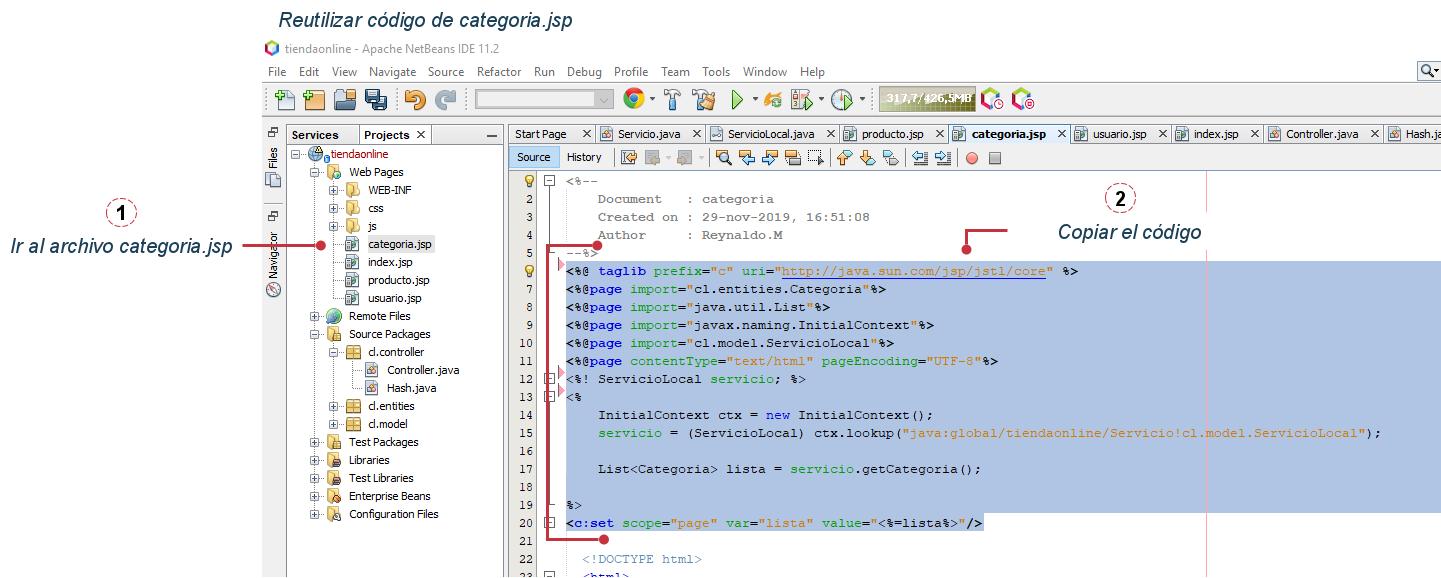 Reutilizar código de categoria.jsp
tiendaonline - Apache NetBeans IDE 11.2
File Edit View Navigate Source Refactor Run Debug Profile Team Tools Window Help
317,7/426,5MB
Files
Navigator
Services Projects
tiendaonline
Web Pages
WEB-INF
css
js
categoria.jsp
index.jsp
producto.jsp
usuario.jsp
Remote Files
Source Packages
cl.controller
Controller.java
Hash.java
cl.entities
cl.model
Test Packages
Libraries
Test Libraries
Enterprise Beans
Configuration Files
1
Ir al archivo categoria.jsp
Start Page Servicio.java ServicioLocal.java producto.jsp categoria.jsp usuario.jsp index.jsp Controller.java Hash.ja
Source History
2
Copiar el código
<%--
2 Document : categoria
3 Created on : 29-nov-2019, 16:51:08
4 Author : Reynaldo.M
5 --%>
<%@ taglib prefix="c" uri="http://java.sun.com/jsp/jstl/core" %>
7 <%@page import="cl.entities.Categoria"%>
8 <%@page import="java.util.List"%>
9 <%@page import="javax.naming.InitialContext"%>
10 <%@page import="cl.model.ServicioLocal"%>
11 <%@page contentType="text/html" pageEncoding="UTF-8"%>
12 <%! ServicioLocal servicio; %>
13 <%
14 InitialContext ctx = new InitialContext();
15 servicio = (ServicioLocal) ctx.lookup("java:global/tiendaonline/Servicio!cl.model.ServicioLocal");
16
17 List<Categoria> lista = servicio.getCategoria();
18
19 %>
20 <c:set scope="page" var="lista" value="<%=lista%>"/>
21
22 <!DOCTYPE html>
23 <html>